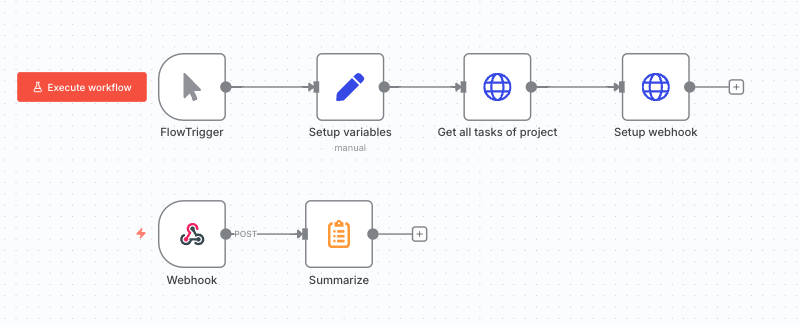 Execute workflow
FlowTrigger
Setup variables
manual
Get all tasks of project
Setup webhook
POST
Webhook
Summarize